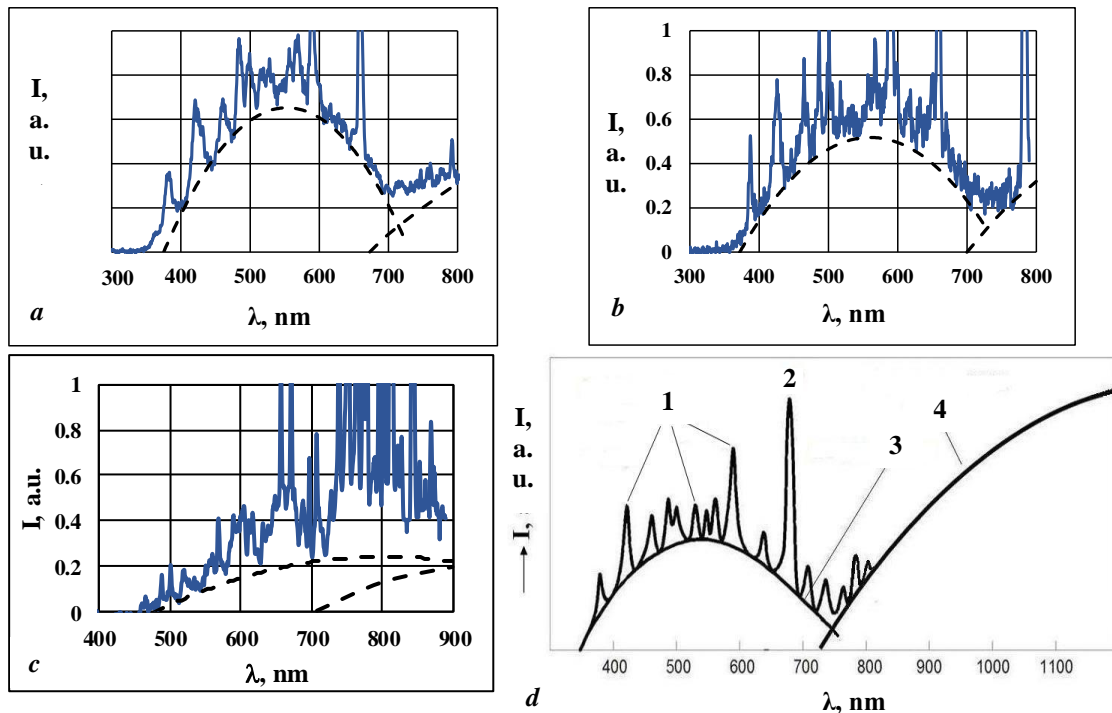 I,
a.
u.
300 400 500 600 700 800
λ, nm
a
I,
a.
u.
1
0.8
0.6
0.4
0.2
0
300 400 500 600 700 800
λ, nm
b
I, a.u.
1
0.8
0.6
0.4
0.2
0
400 500 600 700 800 900
λ, nm
c
I,
a.
u.
I,
1
2
3
4
400 500 600 700 800 900 1000 1100
λ, nm
d